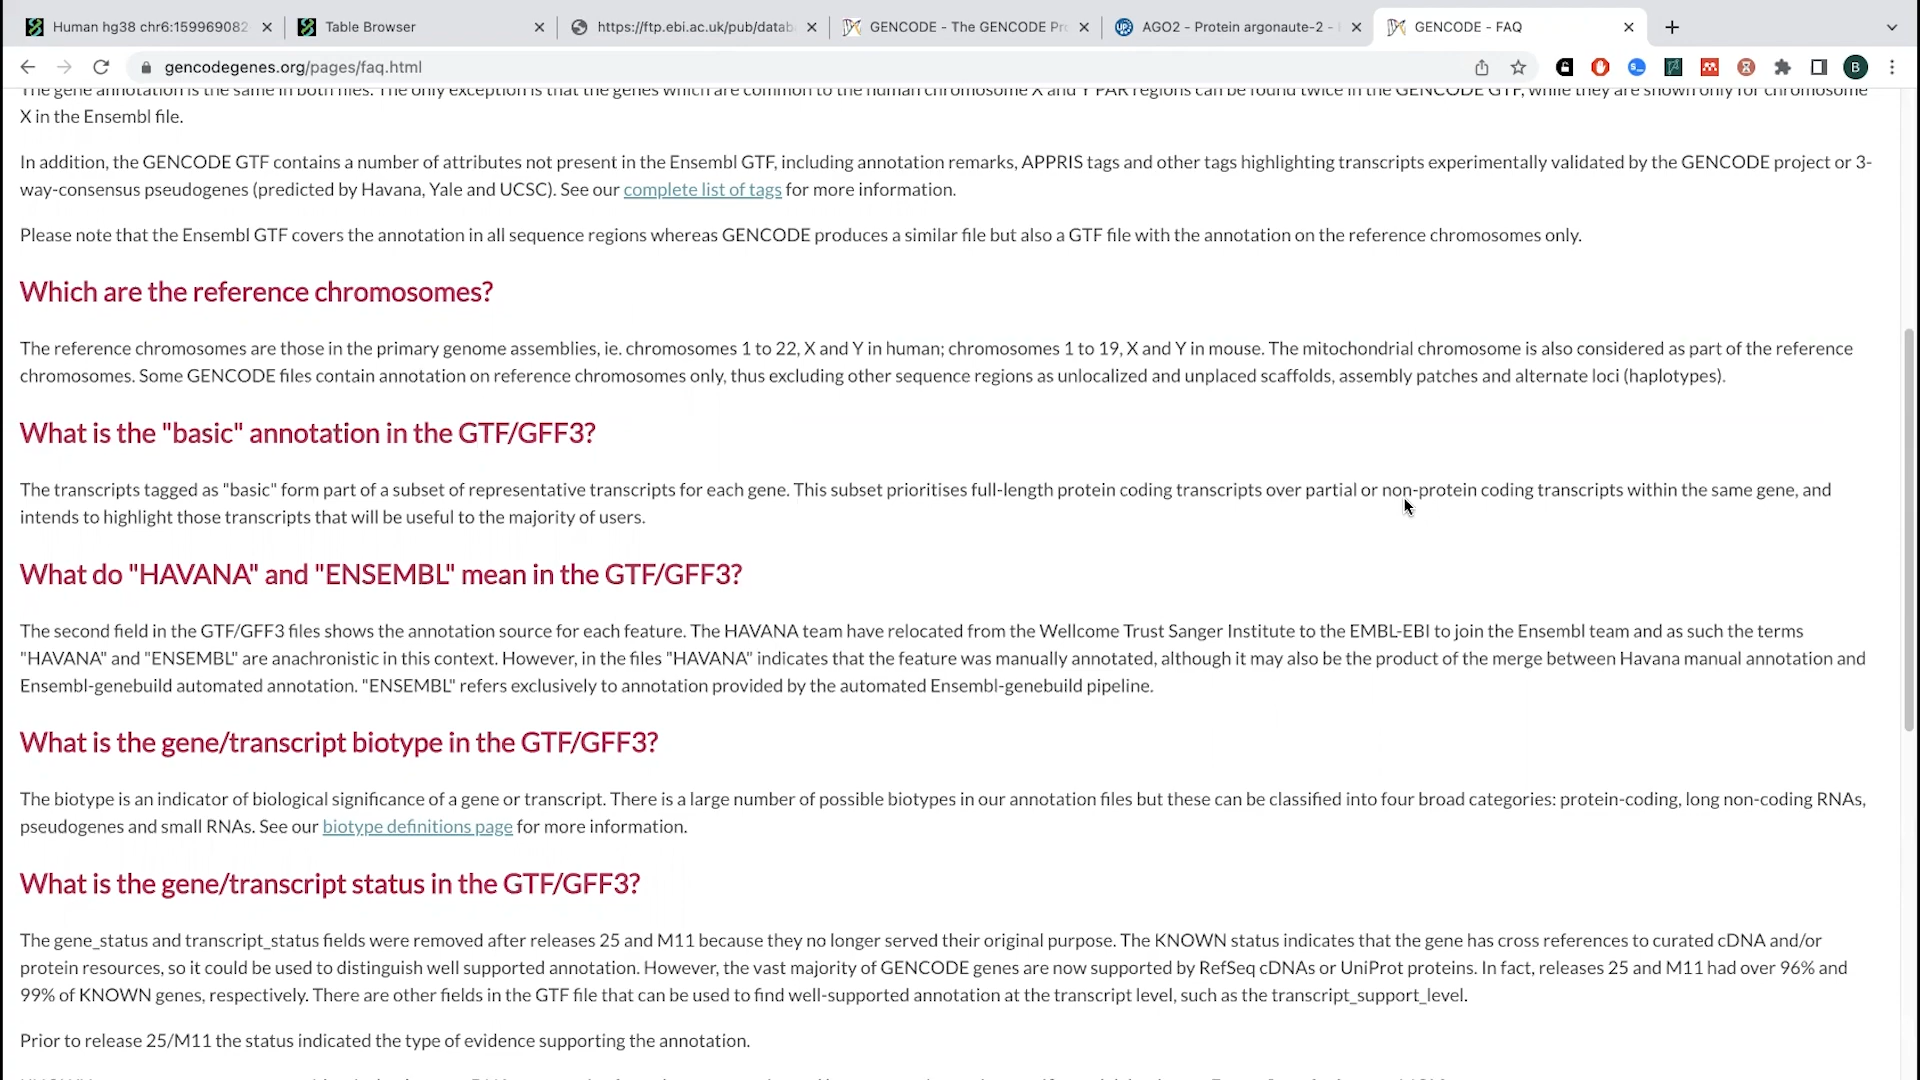 Human hg38 chr6:159969082
Table Browser
https://ftp.ebi.ac.uk/pub/datab
GENCODE - The GENCODE Pr
AGO2 - Protein argonaute-2 -
GENCODE - FAQ
gencodegenes.org/pages/faq.html
B
The gene annotation is the same in both files. The only exception is that the genes which are common to the human chromosome X and Y PAR regions can be found twice in the GENCODE GTF, while they are shown only for chromosome
X in the Ensembl file.
In addition, the GENCODE GTF contains a number of attributes not present in the Ensembl GTF, including annotation remarks, APPRIS tags and other tags highlighting transcripts experimentally validated by the GENCODE project or 3-
way-consensus pseudogenes (predicted by Havana, Yale and UCSC). See our complete list of tags for more information.
Please note that the Ensembl GTF covers the annotation in all sequence regions whereas GENCODE produces a similar file but also a GTF file with the annotation on the reference chromosomes only.
Which are the reference chromosomes?
The reference chromosomes are those in the primary genome assemblies, ie. chromosomes 1 to 22, X and Y in human; chromosomes 1 to 19, X and Y in mouse. The mitochondrial chromosome is also considered as part of the reference
chromosomes. Some GENCODE files contain annotation on reference chromosomes only, thus excluding other sequence regions as unlocalized and unplaced scaffolds, assembly patches and alternate loci (haplotypes).
What is the "basic" annotation in the GTF/GFF3?
The transcripts tagged as "basic" form part of a subset of representative transcripts for each gene. This subset prioritises full-length protein coding transcripts over partial or non-protein coding transcripts within the same gene, and
intends to highlight those transcripts that will be useful to the majority of users.
What do "HAVANA" and "ENSEMBL" mean in the GTF/GFF3?
The second field in the GTF/GFF3 files shows the annotation source for each feature. The HAVANA team have relocated from the Wellcome Trust Sanger Institute to the EMBL-EBI to join the Ensembl team and as such the terms
"HAVANA" and "ENSEMBL" are anachronistic in this context. However, in the files "HAVANA" indicates that the feature was manually annotated, although it may also be the product of the merge between Havana manual annotation and
Ensembl-genebuild automated annotation. "ENSEMBL" refers exclusively to annotation provided by the automated Ensembl-genebuild pipeline.
What is the gene/transcript biotype in the GTF/GFF3?
The biotype is an indicator of biological significance of a gene or transcript. There is a large number of possible biotypes in our annotation files but these can be classified into four broad categories: protein-coding, long non-coding RNAs,
pseudogenes and small RNAs. See our biotype definitions page for more information.
What is the gene/transcript status in the GTF/GFF3?
The gene_status and transcript_status fields were removed after releases 25 and M11 because they no longer served their original purpose. The KNOWN status indicates that the gene has cross references to curated cDNA and/or
protein resources, so it could be used to distinguish well supported annotation. However, the vast majority of GENCODE genes are now supported by RefSeq cDNAs or UniProt proteins. In fact, releases 25 and M11 had over 96% and
99% of KNOWN genes, respectively. There are other fields in the GTF file that can be used to find well-supported annotation at the transcript level, such as the transcript_support_level.
Prior to release 25/M11 the status indicated the type of evidence supporting the annotation.